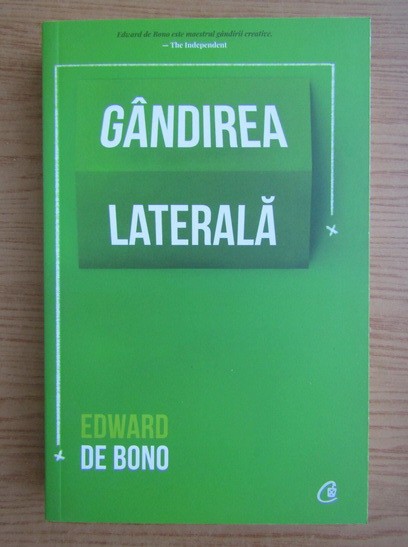 Edward de Bono este maestrul gândirii creative.
— The Independent
GÂNDIREA
LATERALĂ
EDWARD
DE BONO